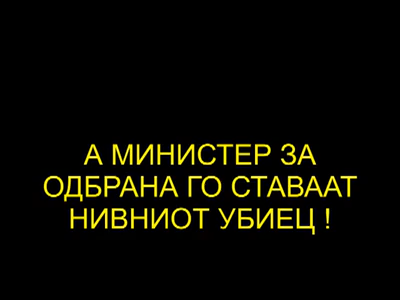 А МИНИСТЕР ЗА
ОДБРАНА ГО СТАВААТ
НИВНИОТ УБИЕЦ !